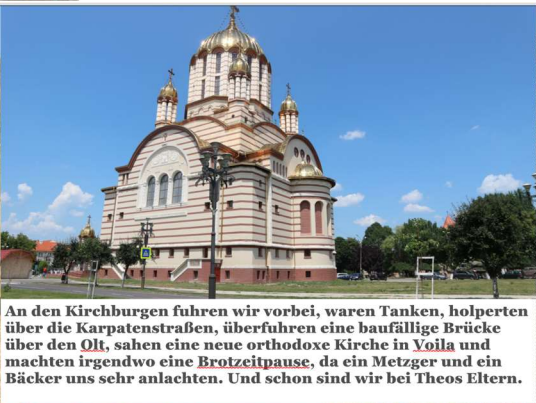 An den Kirchburgen fuhren wir vorbei, waren Tanken, holperten
über die Karpatenstraßen, überfuhren eine baufällige Brücke
über den Olt, sahen eine neue orthodoxe Kirche in Voila und
machten irgendwo eine Brotzeitpause, da ein Metzger und ein
Bäcker uns sehr anlachten. Und schon sind wir bei Theos Eltern.